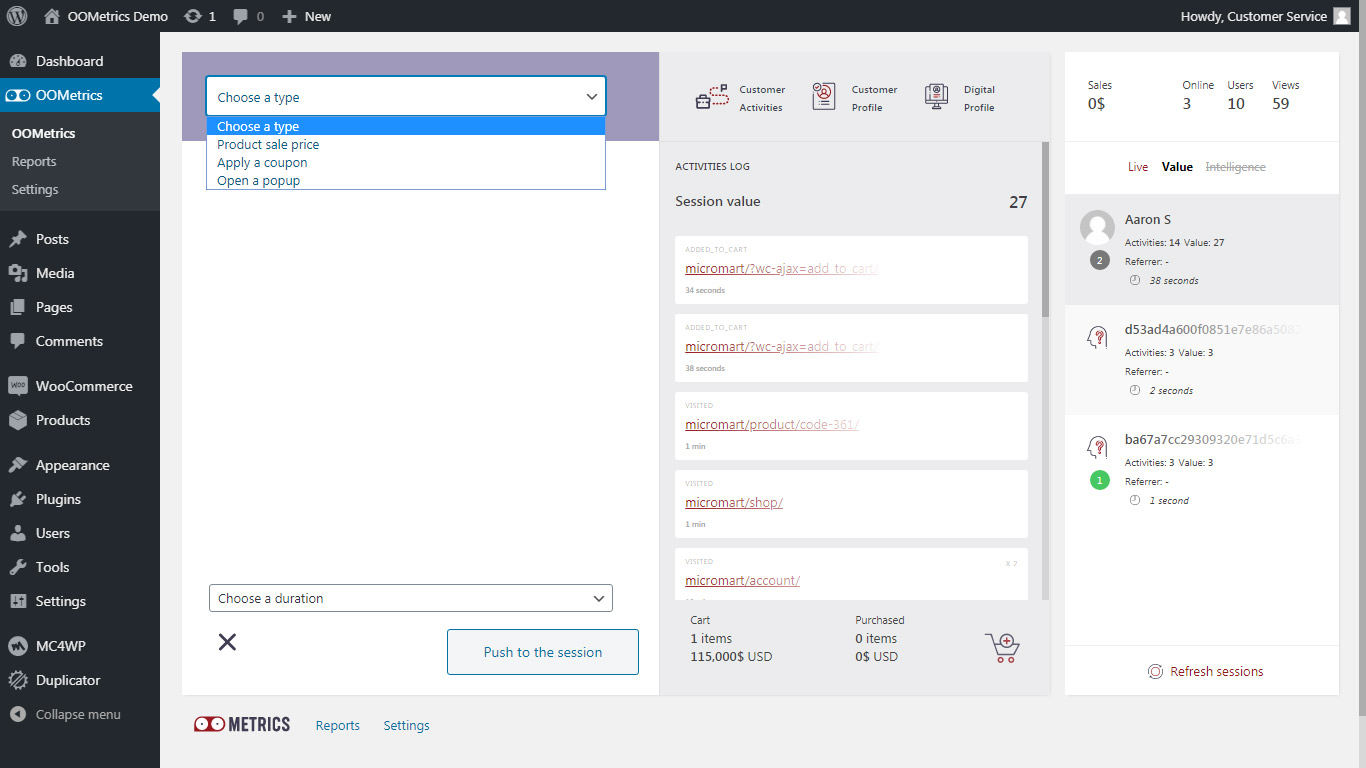 OOMetrics Demo 1 0 New Howdy, Customer Service
Dashboard
OOMetrics
OOMetrics
Reports
Settings
Posts
Media
Pages
Comments
WooCommerce
Products
Appearance
Plugins
Users
Tools
Settings
MC4WP
Duplicator
Collapse menu
Choose a type
Choose a type
Product sale price
Apply a coupon
Open a popup
Choose a duration
Push to the session
Customer
Activities
Customer
Profile
Digital
Profile
ACTIVITIES LOG
Session value 27
ADDED_TO_CART
micromart/?wc-ajax=add_to_cart/
34 seconds
ADDED_TO_CART
micromart/?wc-ajax=add_to_cart/
38 seconds
VISITED
micromart/product/code-361/
1 min
VISITED
micromart/shop/
1 min
VISITED X 2
micromart/account/
Cart
1 items
115,000$ USD
Purchased
0 items
0$ USD
Sales Online Users Views
0$ 3 10 59
Live Value Intelligence
Aaron S
Activities: 14 Value: 27
2 Referrer: -
38 seconds
d53ad4a600f0851e7e86a5082
Activities: 3 Value: 3
Referrer: -
2 seconds
ba67a7cc29309320e71d5c6a
Activities: 3 Value: 3
1 Referrer: -
1 second
Refresh sessions
METRICS Reports Settings